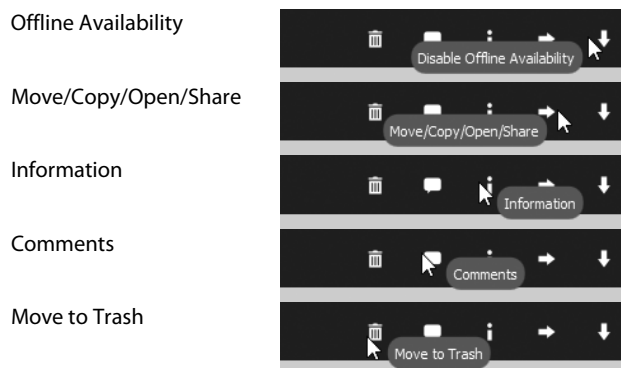 Offline Availability
Disable Offline Availability
Move/Copy/Open/Share
Move/Copy/Open/Share
Information
Information
Comments
Comments
Move to Trash
Move to Trash